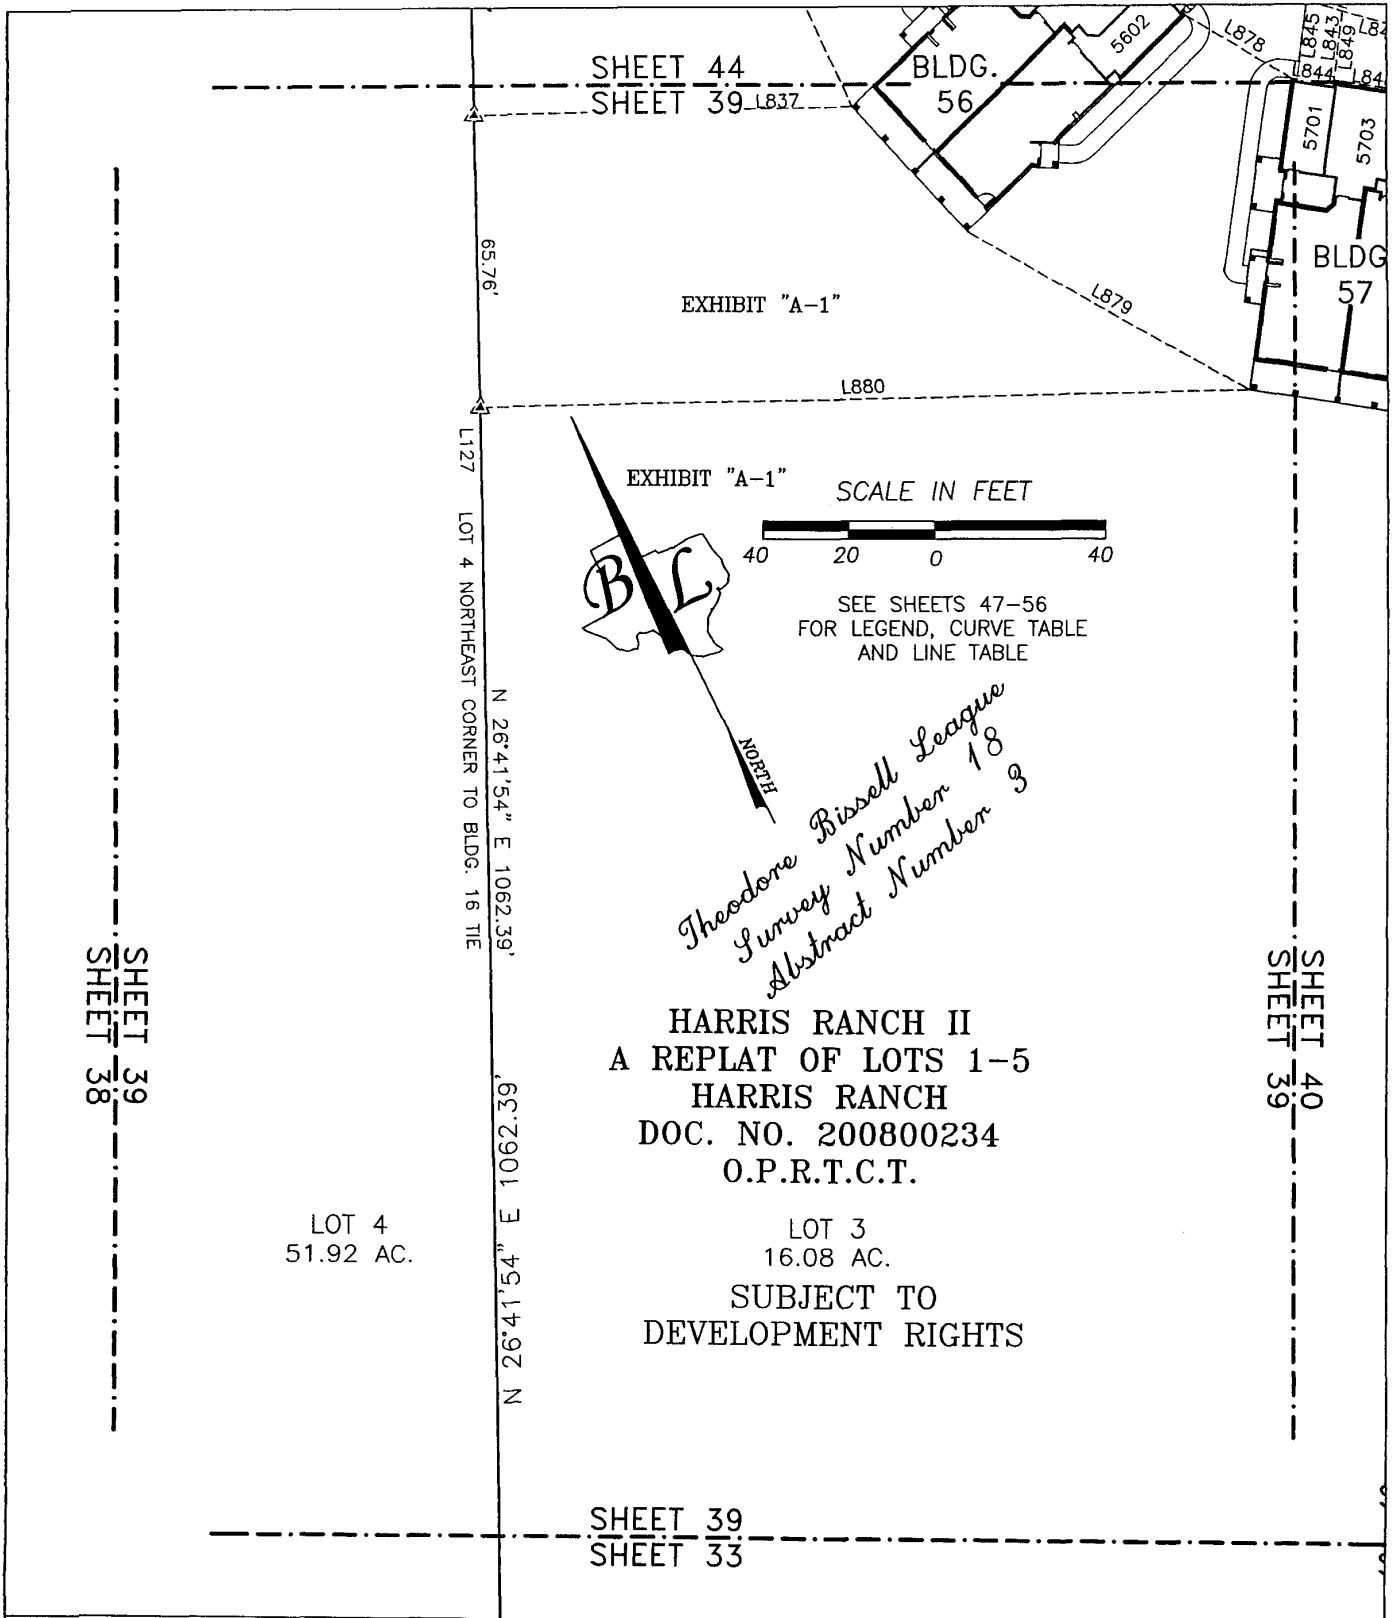 SHEET 44
SHEET 39
L837
BLDG.
56
5602
L878
L845
L843
L849
L844
5701
5703
BLDG
57
65.76'
EXHIBIT "A-1"
L879
L880
L127
LOT 4 NORTHEAST CORNER TO BLDG. 16 TIE
EXHIBIT "A-1"
SCALE IN FEET
40 20 0 40
B L
SEE SHEETS 47-56
FOR LEGEND, CURVE TABLE
AND LINE TABLE
NORTH
N 26°41'54" E 1062.39'
Theodore Bissell League
Survey Number 18
Abstract Number 3
SHEET 39
SHEET 38
SHEET 40
SHEET 39
HARRIS RANCH II
A REPLAT OF LOTS 1-5
HARRIS RANCH
DOC. NO. 200800234
O.P.R.T.C.T.
N 26°41'54" E 1062.39'
LOT 4
51.92 AC.
LOT 3
16.08 AC.
SUBJECT TO
DEVELOPMENT RIGHTS
SHEET 39
SHEET 33